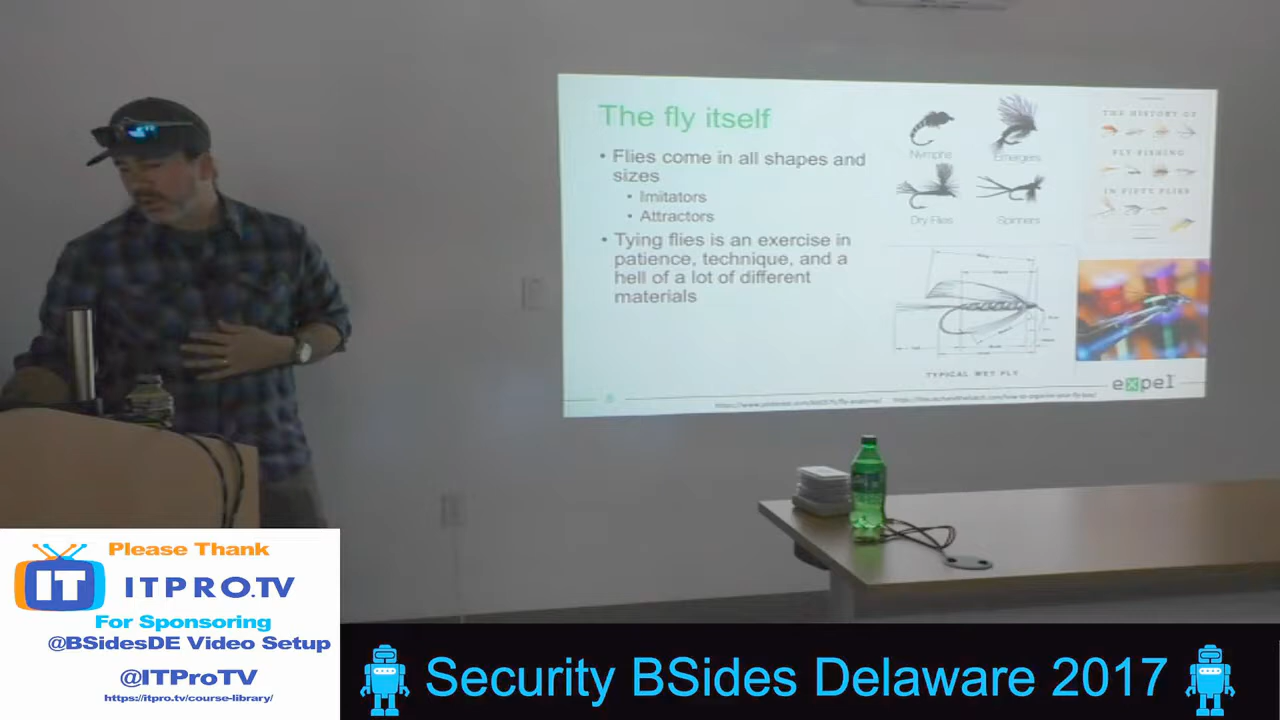 The fly itself
• Flies come in all shapes and
sizes
• Imitators
• Attractors
• Tying flies is an exercise in
patience, technique, and a
hell of a lot of different
materials
Nymphs
Emergers
Dry Flies
Spinners
THE HISTORY OF
FLY-FISHING
IN FIFTY FLIES
TYPICAL WET FLY
expel
Please Thank
IT
ITPRO.TV
For Sponsoring
@BSidesDE Video Setup
@ITProTV
https://itpro.tv/course-library/
Security BSides Delaware 2017